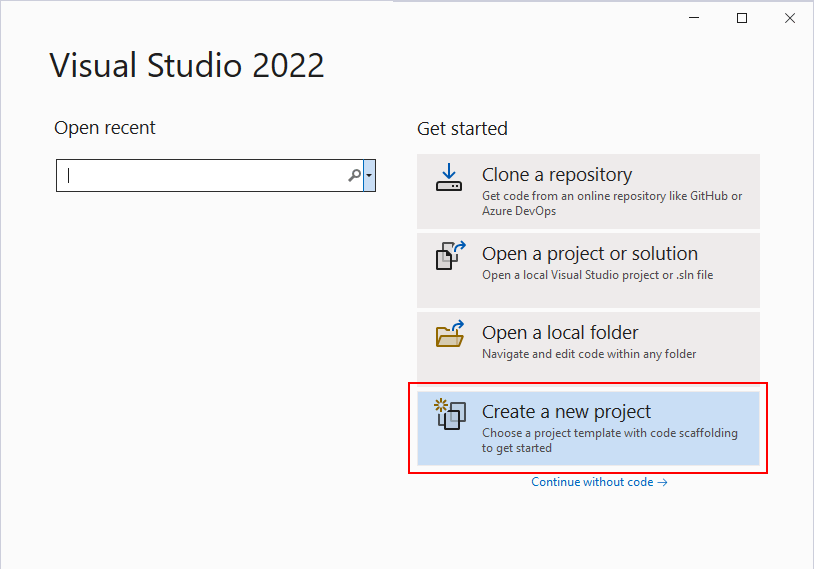 Visual Studio 2022
Open recent
Get started
Clone a repository
Get code from an online repository like GitHub or
Azure DevOps
Open a project or solution
Open a local Visual Studio project or .sln file
Open a local folder
Navigate and edit code within any folder
Create a new project
Choose a project template with code scaffolding
to get started
Continue without code →